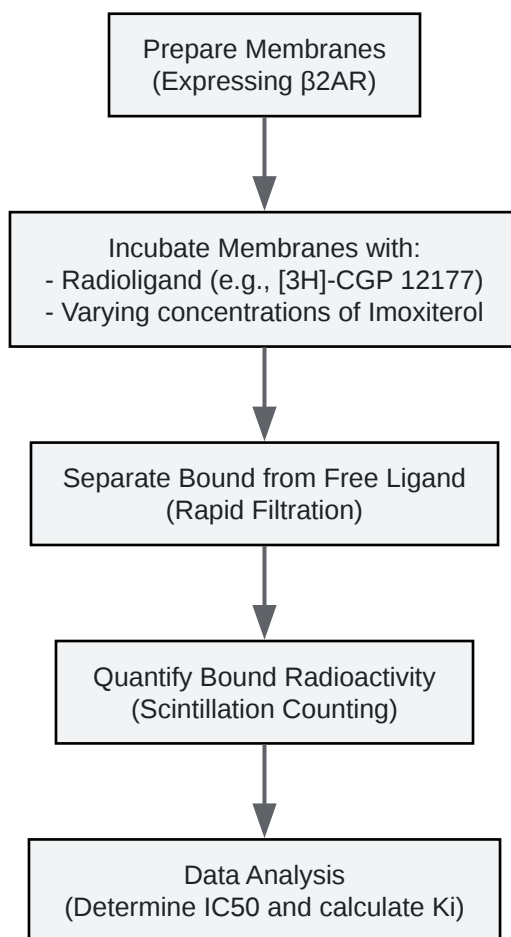 Prepare Membranes
(Expressing β2AR)
Incubate Membranes with:
- Radioligand (e.g., [3H]-CGP 12177)
- Varying concentrations of Imoxiterol
Separate Bound from Free Ligand
(Rapid Filtration)
Quantify Bound Radioactivity
(Scintillation Counting)
Data Analysis
(Determine IC50 and calculate Ki)